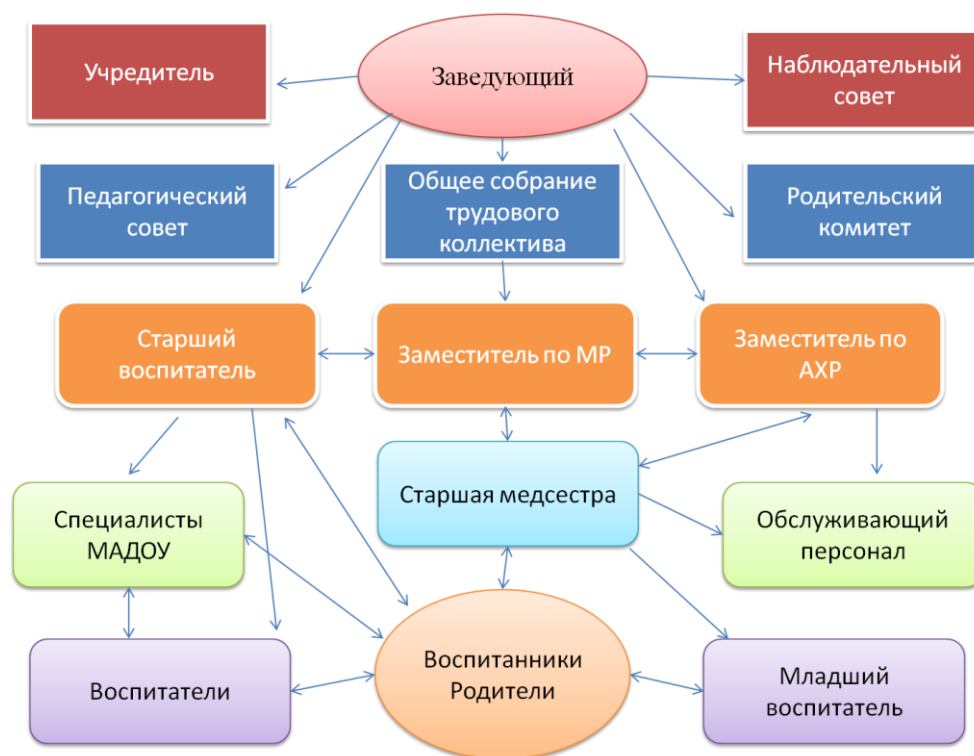 Учредитель
Заведующий
Наблюдательный
совет
Педагогический
совет
Общее собрание
трудового
коллектива
Родительский
комитет
Старший
воспитатель
Заместитель по МР
Заместитель по
АХР
Специалисты
МАДОУ
Старшая медсестра
Обслуживающий
персонал
Воспитатели
Воспитанники
Родители
Младший
воспитатель